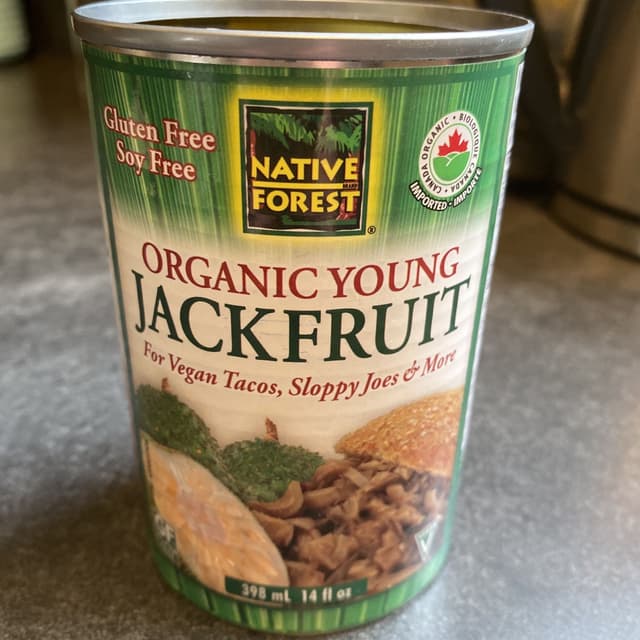 Gluten Free
Soy Free
NATIVE
FOREST
®
CANADA ORGANIC • BIOLOGIQUE CANADA •
IMPORTED - IMPORTÉ
ORGANIC YOUNG
JACKFRUIT
For Vegan Tacos, Sloppy Joes & More
398 mL 14 fl oz